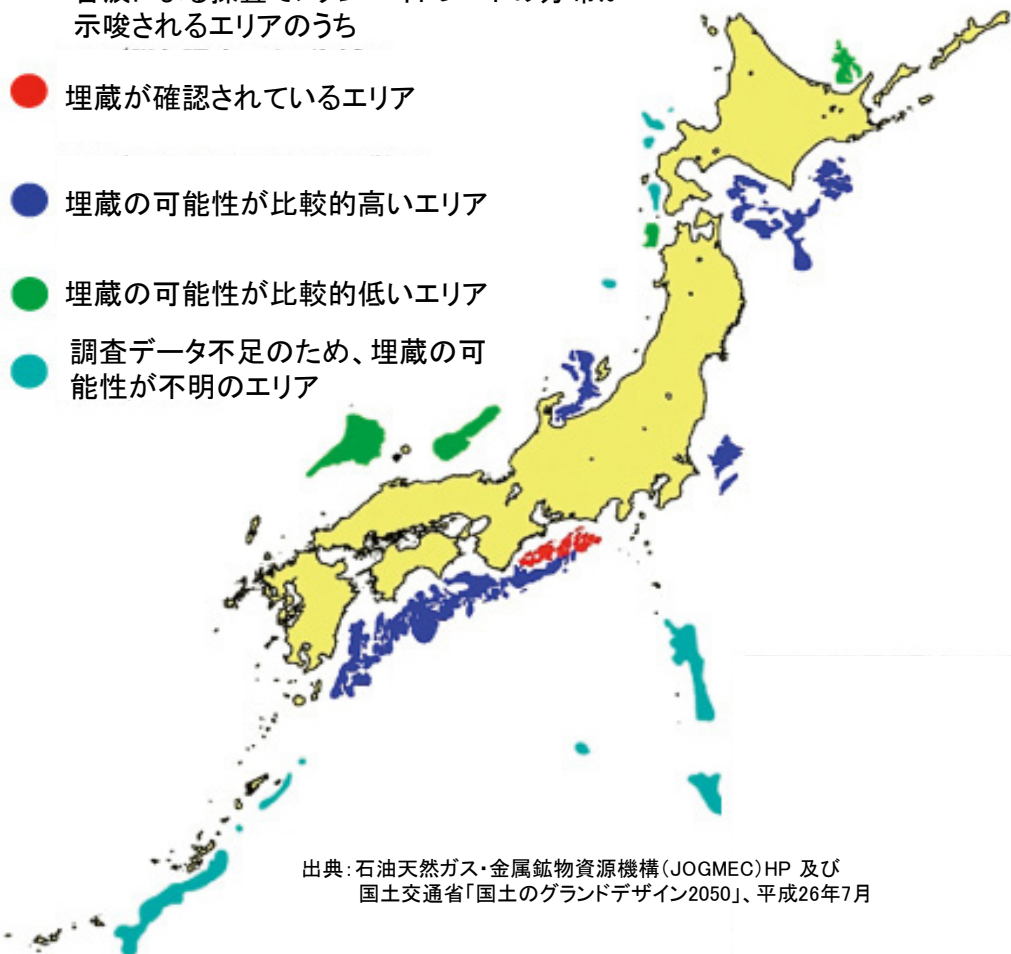 示唆されるエリアのうち
埋蔵が確認されているエリア
埋蔵の可能性が比較的高いエリア
埋蔵の可能性が比較的低いエリア
調査データ不足のため、埋蔵の可
能性が不明のエリア
出典:石油天然ガス・金属鉱物資源機構(JOGMEC)HP 及び
国土交通省「国土のグランドデザイン2050」、平成26年7月